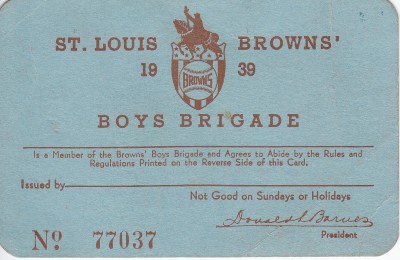 ST. LOUIS BROWNS'
1939
BROWNS
BOYS BRIGADE
Is a Member of the Browns' Boys Brigade and Agrees to Abide by the Rules and
Regulations Printed on the Reverse Side of this Card.
Issued by
Not Good on Sundays or Holidays
Donald L Barnes
President
No. 77037